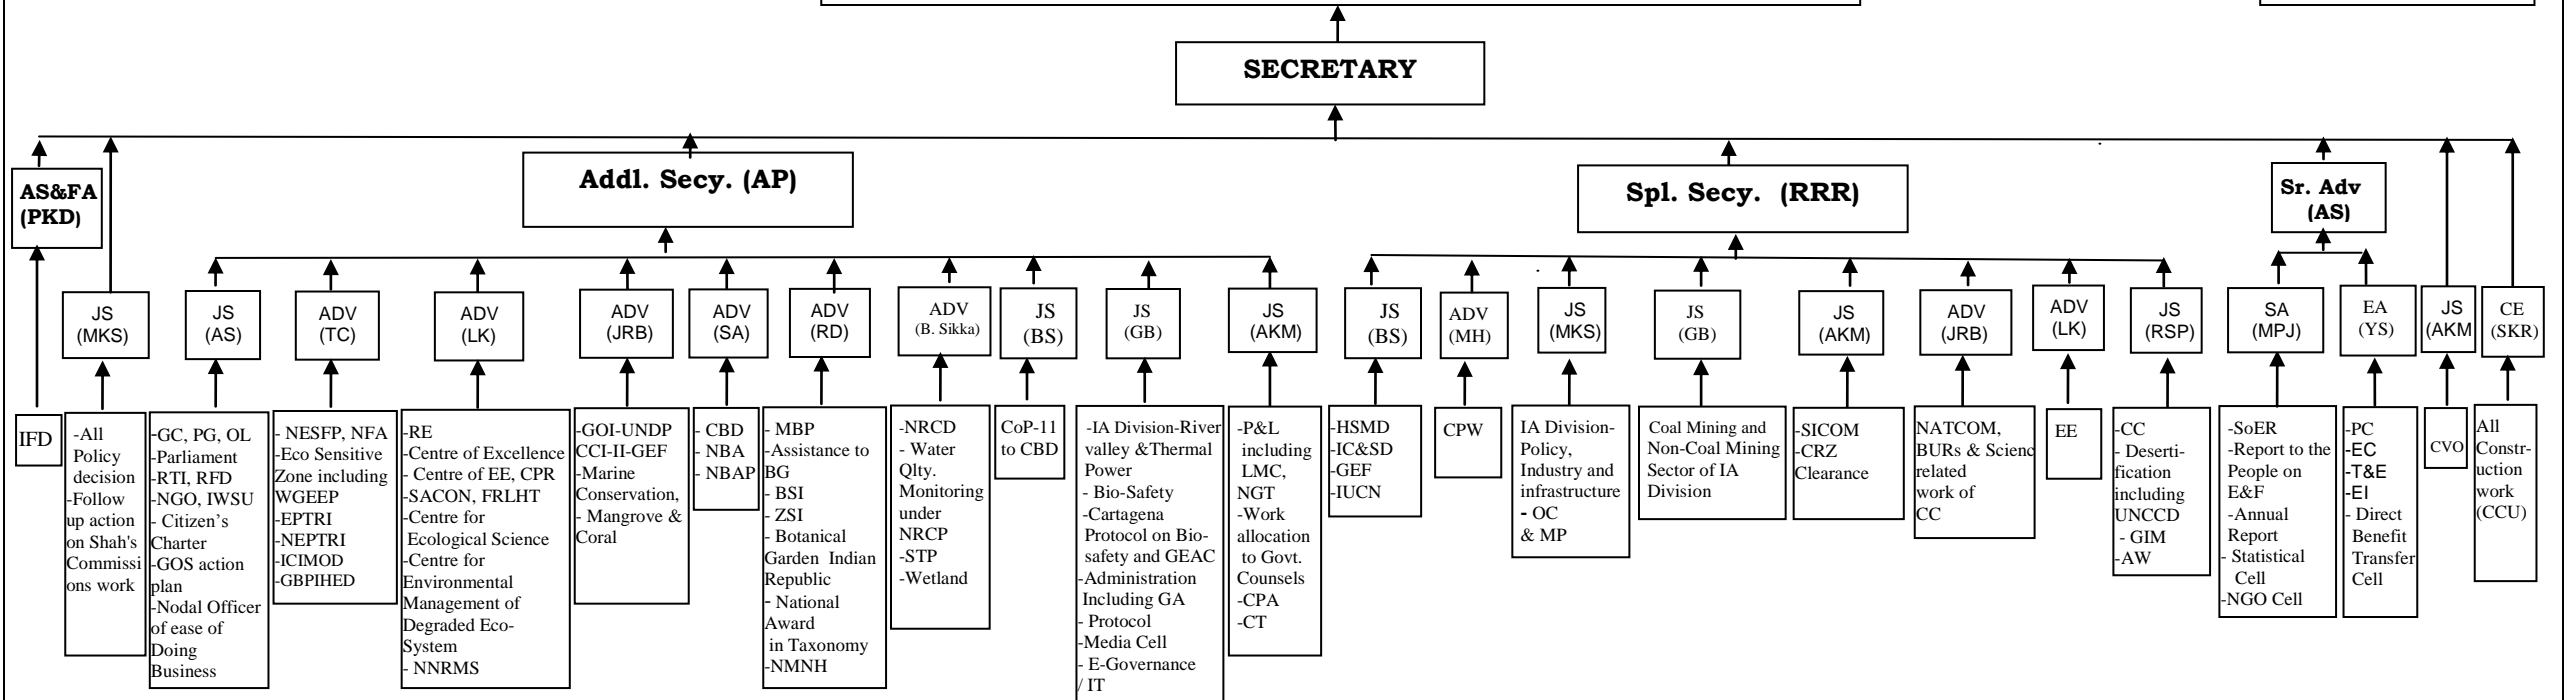 SECRETARY
AS&FA
(PKD)
Addl. Secy. (AP)
Spl. Secy. (RRR)
Sr. Adv
(AS)
JS
(MKS)
JS
(AS)
ADV
(TC)
ADV
(LK)
ADV
(JRB)
ADV
(SA)
ADV
(RD)
ADV
(B. Sikka)
JS
(BS)
JS
(GB)
JS
(AKM)
JS
(BS)
ADV
(MH)
JS
(MKS)
JS
(GB)
JS
(AKM)
ADV
(JRB)
ADV
(LK)
JS
(RSP)
SA
(MPJ)
EA
(YS)
JS
(AKM
CE
(SKR)
IFD
-All
Policy
decision
-Follow
up action
on Shah's
Commissi
ons work
-GC, PG, OL
-Parliament
-RTI, RFD
-NGO, IWSU
- Citizen’s
Charter
-GOS action
plan
-Nodal Officer
of ease of
Doing
Business
- NESFP, NFA
-Eco Sensitive
Zone including
WGEEP
-EPTRI
-NEPTRI
-ICIMOD
-GBPIHED
-RE
-Centre of Excellence
- Centre of EE, CPR
-SACON, FRLHT
-Centre for
Ecological Science
-Centre for
Environmental
Management of
Degraded Eco-
System
- NNRMS
-GOI-UNDP
CCI-II-GEF
-Marine
Conservation,
- Mangrove &
Coral
- CBD
- NBA
- NBAP
- MBP
-Assistance to
BG
- BSI
- ZSI
- Botanical
Garden Indian
Republic
- National
Award
in Taxonomy
-NMNH
-NRCD
- Water
Qlty.
Monitoring
under
NRCP
-STP
-Wetland
CoP-11
to CBD
-IA Division-River
valley &Thermal
Power
- Bio-Safety
-Cartagena
Protocol on Bio-
safety and GEAC
-Administration
Including GA
- Protocol
-Media Cell
- E-Governance
/ IT
-P&L
including
LMC,
NGT
-Work
allocation
to Govt.
Counsels
-CPA
-CT
-HSMD
-IC&SD
-GEF
-IUCN
CPW
IA Division-
Policy,
Industry and
infrastructure
- OC
& MP
Coal Mining and
Non-Coal Mining
Sector of IA
Division
-SICOM
-CRZ
Clearance
NATCOM,
BURs & Scienc
related
work of
CC
EE
-CC
- Deserti-
fication
including
UNCCD
- GIM
-AW
-SoER
-Report to the
People on
E&F
-Annual
Report
- Statistical
Cell
-NGO Cell
-PC
-EC
-T&E
-EI
- Direct
Benefit
Transfer
Cell
CVO
All
Constr-
uction
work
(CCU)